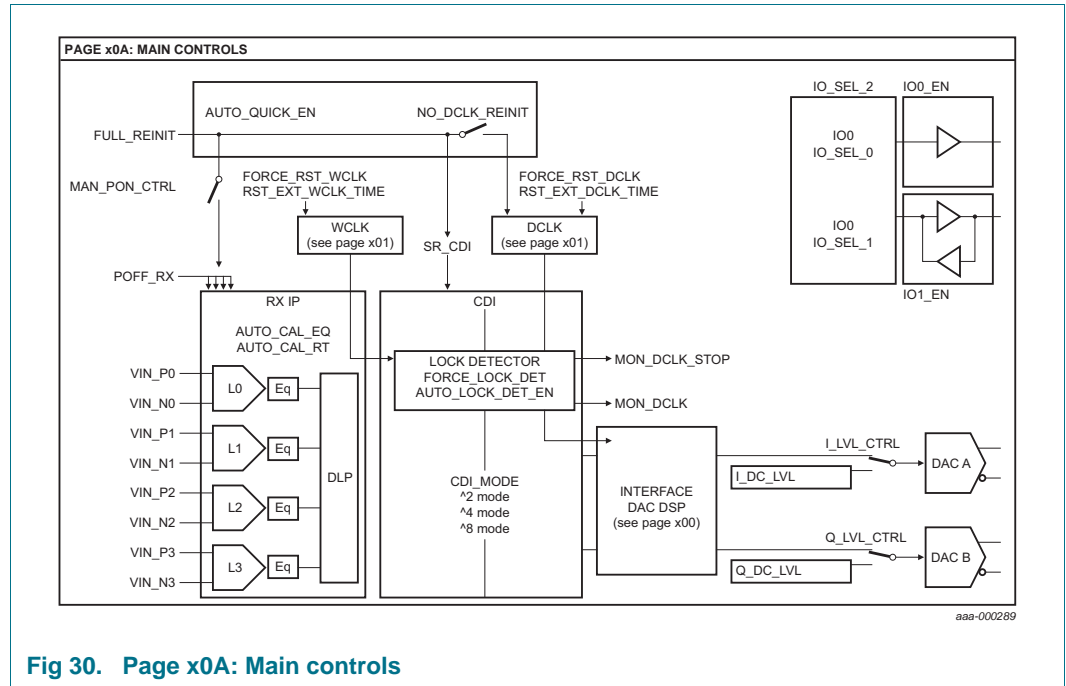 PAGE x0A: MAIN CONTROLS
AUTO_QUICK_EN
NO_DCLK_REINIT
FULL_REINIT
MAN_PON_CTRL
FORCE_RST_WCLK
RST_EXT_WCLK_TIME
FORCE_RST_DCLK
RST_EXT_DCLK_TIME
WCLK
(see page x01)
SR_CDI
DCLK
(see page x01)
IO_SEL_2
IO0_EN
IO0
IO_SEL_0
IO0
IO_SEL_1
IO1_EN
POFF_RX
RX IP
AUTO_CAL_EQ
AUTO_CAL_RT
VIN_P0
VIN_N0
L0
Eq
VIN_P1
VIN_N1
L1
Eq
VIN_P2
VIN_N2
L2
Eq
VIN_P3
VIN_N3
L3
Eq
DLP
CDI
LOCK DETECTOR
FORCE_LOCK_DET
AUTO_LOCK_DET_EN
MON_DCLK_STOP
MON_DCLK
CDI_MODE
^2 mode
^4 mode
^8 mode
INTERFACE
DAC DSP
(see page x00)
I_LVL_CTRL
I_DC_LVL
DAC A
Q_LVL_CTRL
Q_DC_LVL
DAC B
aaa-000289
Fig 30. Page x0A: Main controls